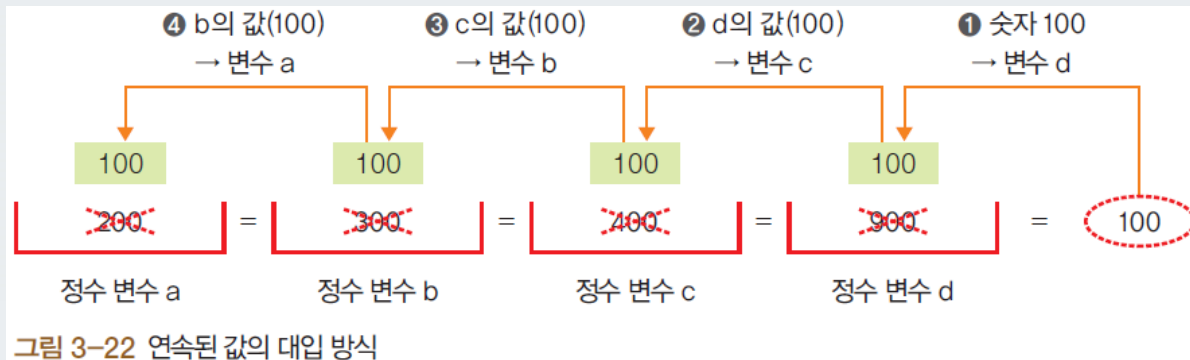 ❹ b의 값(100) ❸ c의 값(100) ❷ d의 값(100) ❶ 숫자 100
→ 변수 a → 변수 b → 변수 c → 변수 d
100 100 100 100
200 = 300 = 400 = 900 = 100
정수 변수 a 정수 변수 b 정수 변수 c 정수 변수 d
그림 3-22 연속된 값의 대입 방식